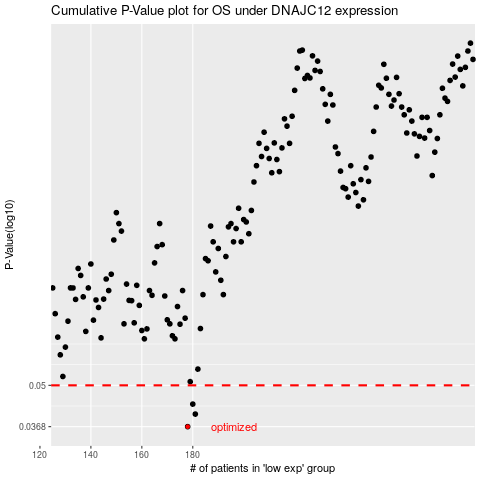 Cumulative P-Value plot for OS under DNAJC12 expression
P-Value(log10)
0.05
0.0368
optimized
120 140 160 180
# of patients in 'low exp' group